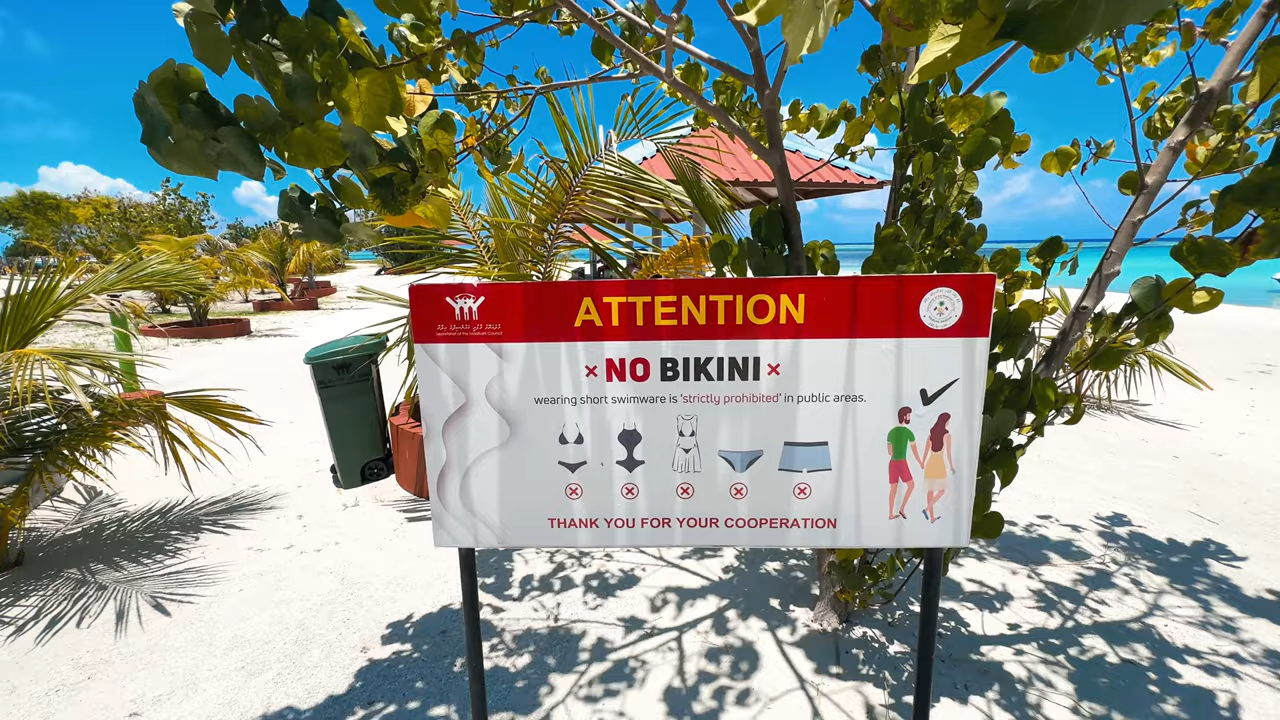 ATTENTION
NO BIKINI
wearing short swimware is 'strictly prohibited' in public areas.
THANK YOU FOR YOUR COOPERATION